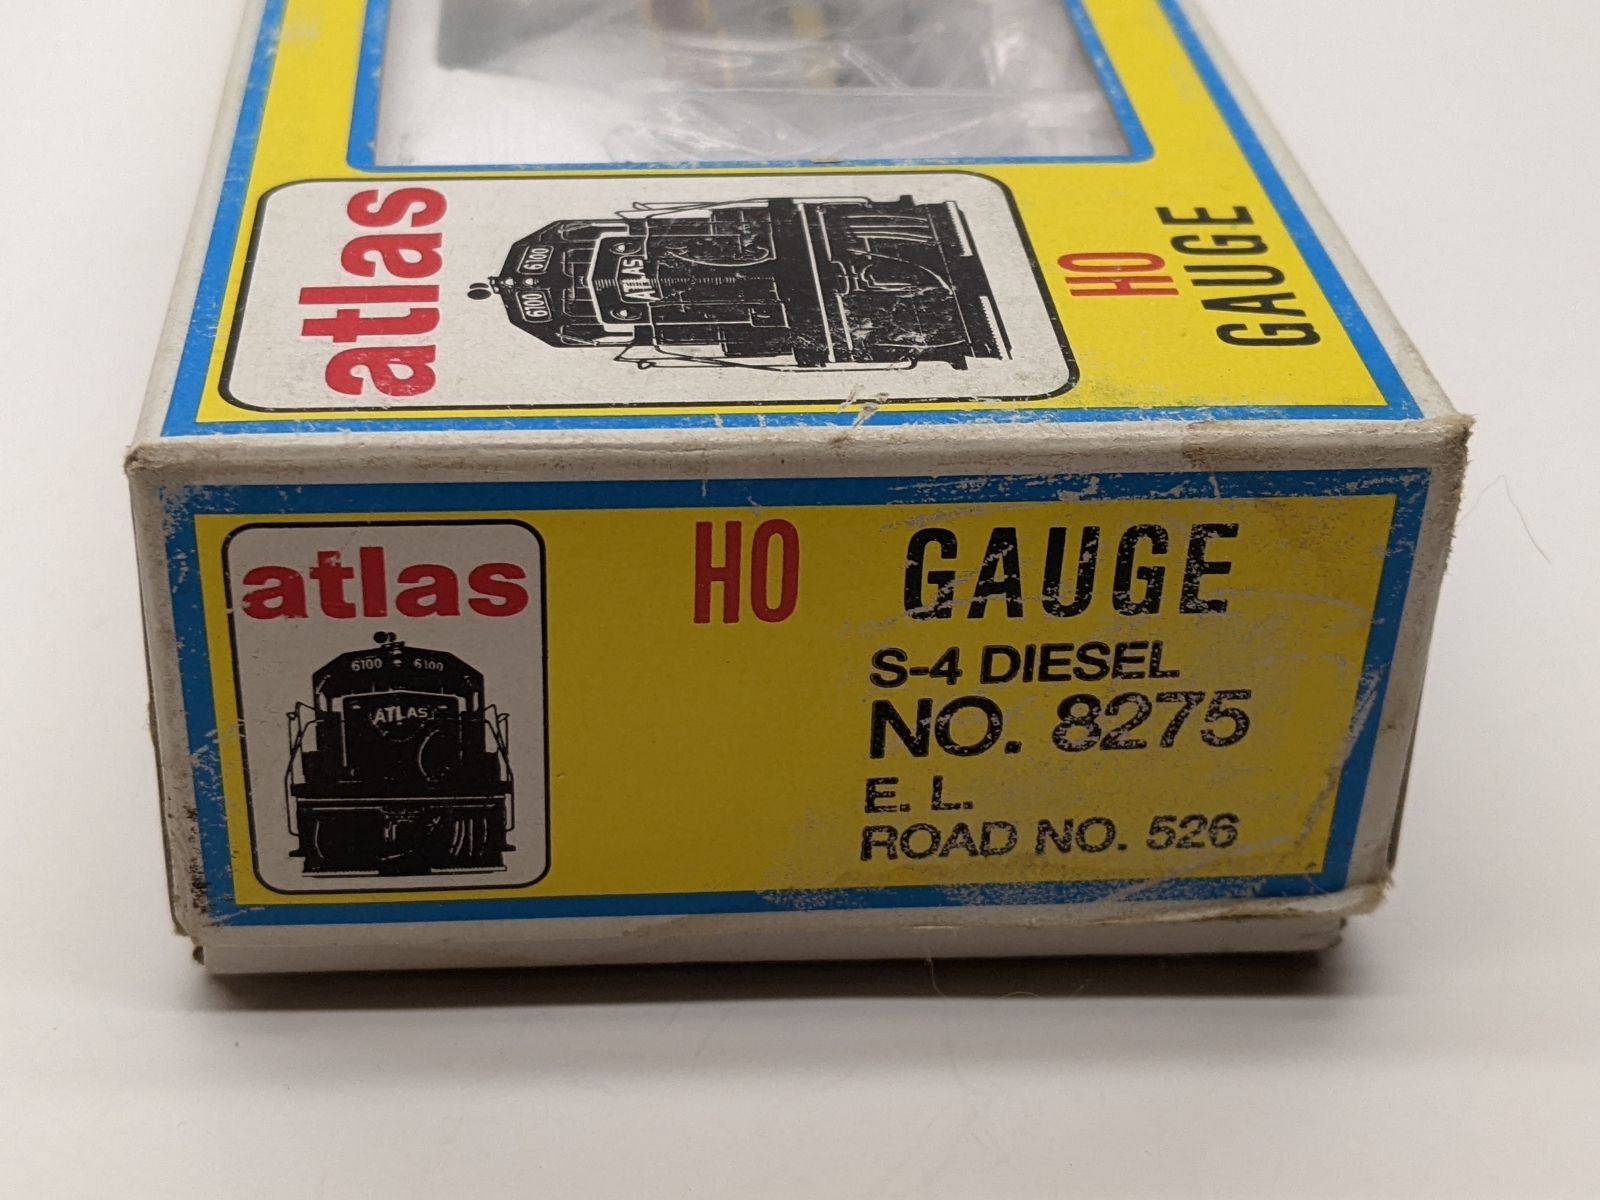 atlas
6100 6100
ATLAS
HO
GAUGE
atlas
6100 6100
ATLAS
HO GAUGE
S-4 DIESEL
NO. 8275
E. L.
ROAD NO. 526